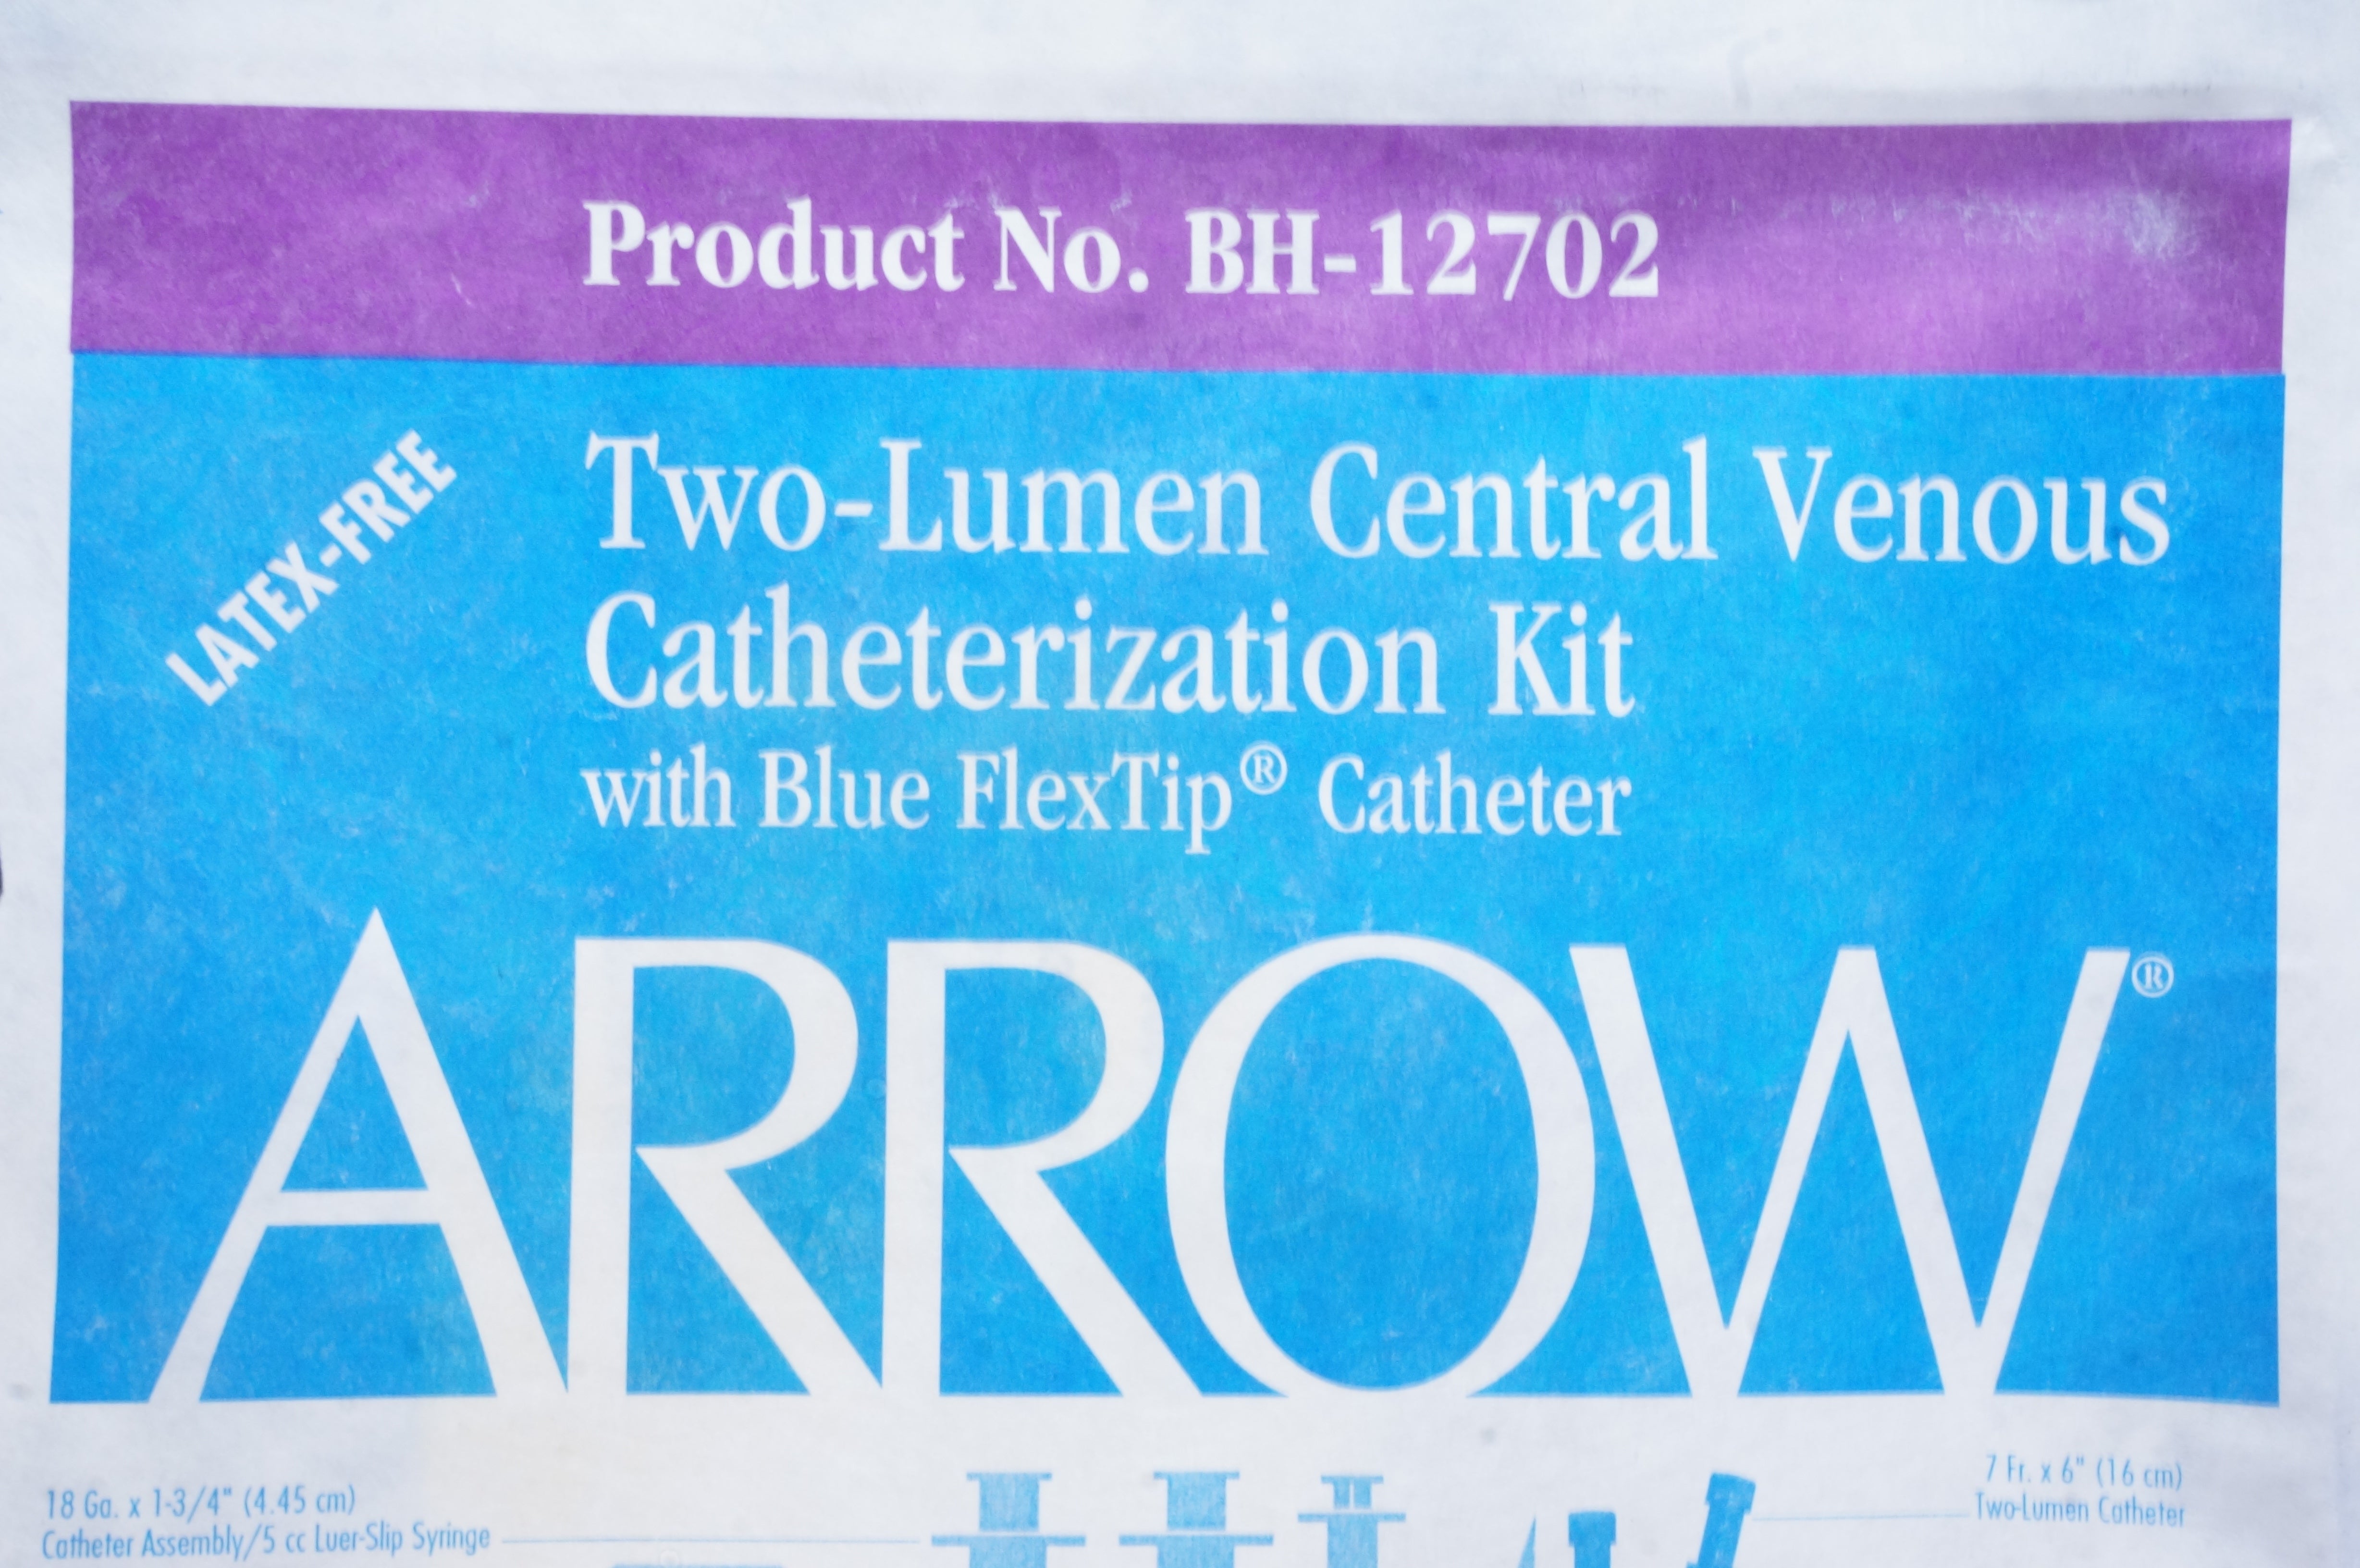 Product No. BH-12702
LATEX-FREE
Two-Lumen Central Venous
Catheterization Kit
with Blue FlexTip® Catheter
ARROW®
18 Ga. x 1-3/4" (4.45 cm)
Catheter Assembly/5 cc Luer-Slip Syringe
7 Fr. x 6" (16 cm)
Two-Lumen Catheter